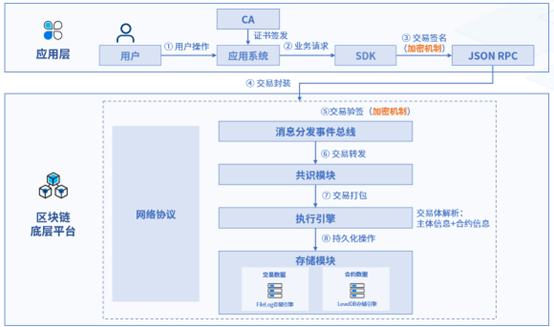 CA
证书签发
应用层
用户
① 用户操作
应用系统
② 业务请求
SDK
③ 交易签名
（加密机制）
JSON RPC
④ 交易封装
⑤交易验签（加密机制）
消息分发事件总线
⑥ 交易转发
共识模块
⑦ 交易打包
区块链
底层平台
网络协议
执行引擎
交易体解析：
主体信息+合约信息
⑧ 持久化操作
存储模块
交易数据
合约数据
FileLog存储引擎
LevelDB存储引擎